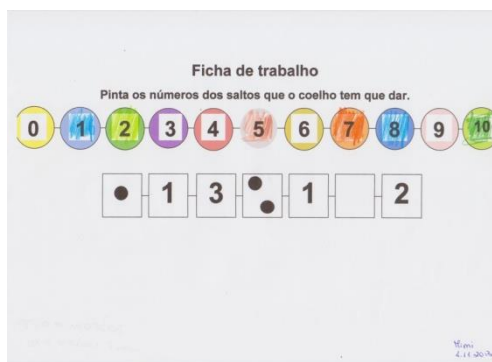 Ficha de trabalho
Pinta os números dos saltos que o coelho tem que dar.
0 1 2 3 4 5 6 7 8 9 10
1 3 1 2